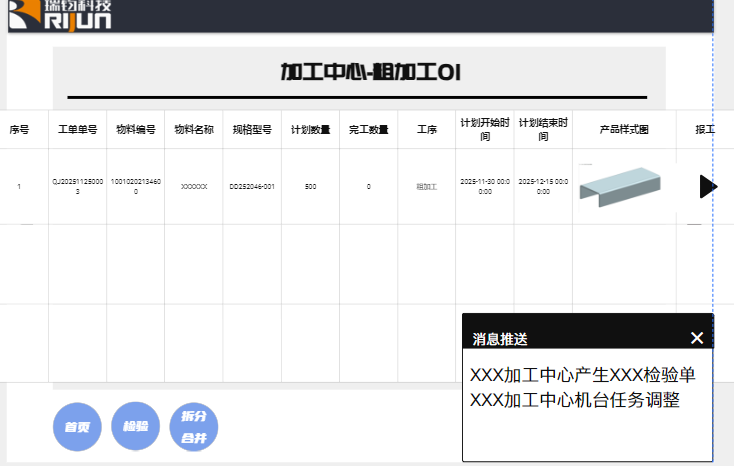 瑞钧科技
RIJUN
加工中心-粗加工01
序号 工单单号 物料编号 物料名称 规格型号 计划数量 完工数量 工序 计划开始时间 计划结束时间 产品样式图 报工
1 QJ202511250003 10010202134600 XXXXXX DD252046-001 500 0 粗加工 2025-11-30 00:00:00 2025-12-15 00:00:00
消息推送
XXX加工中心产生XXX检验单
XXX加工中心机台任务调整
首页 检验 拆分
合并